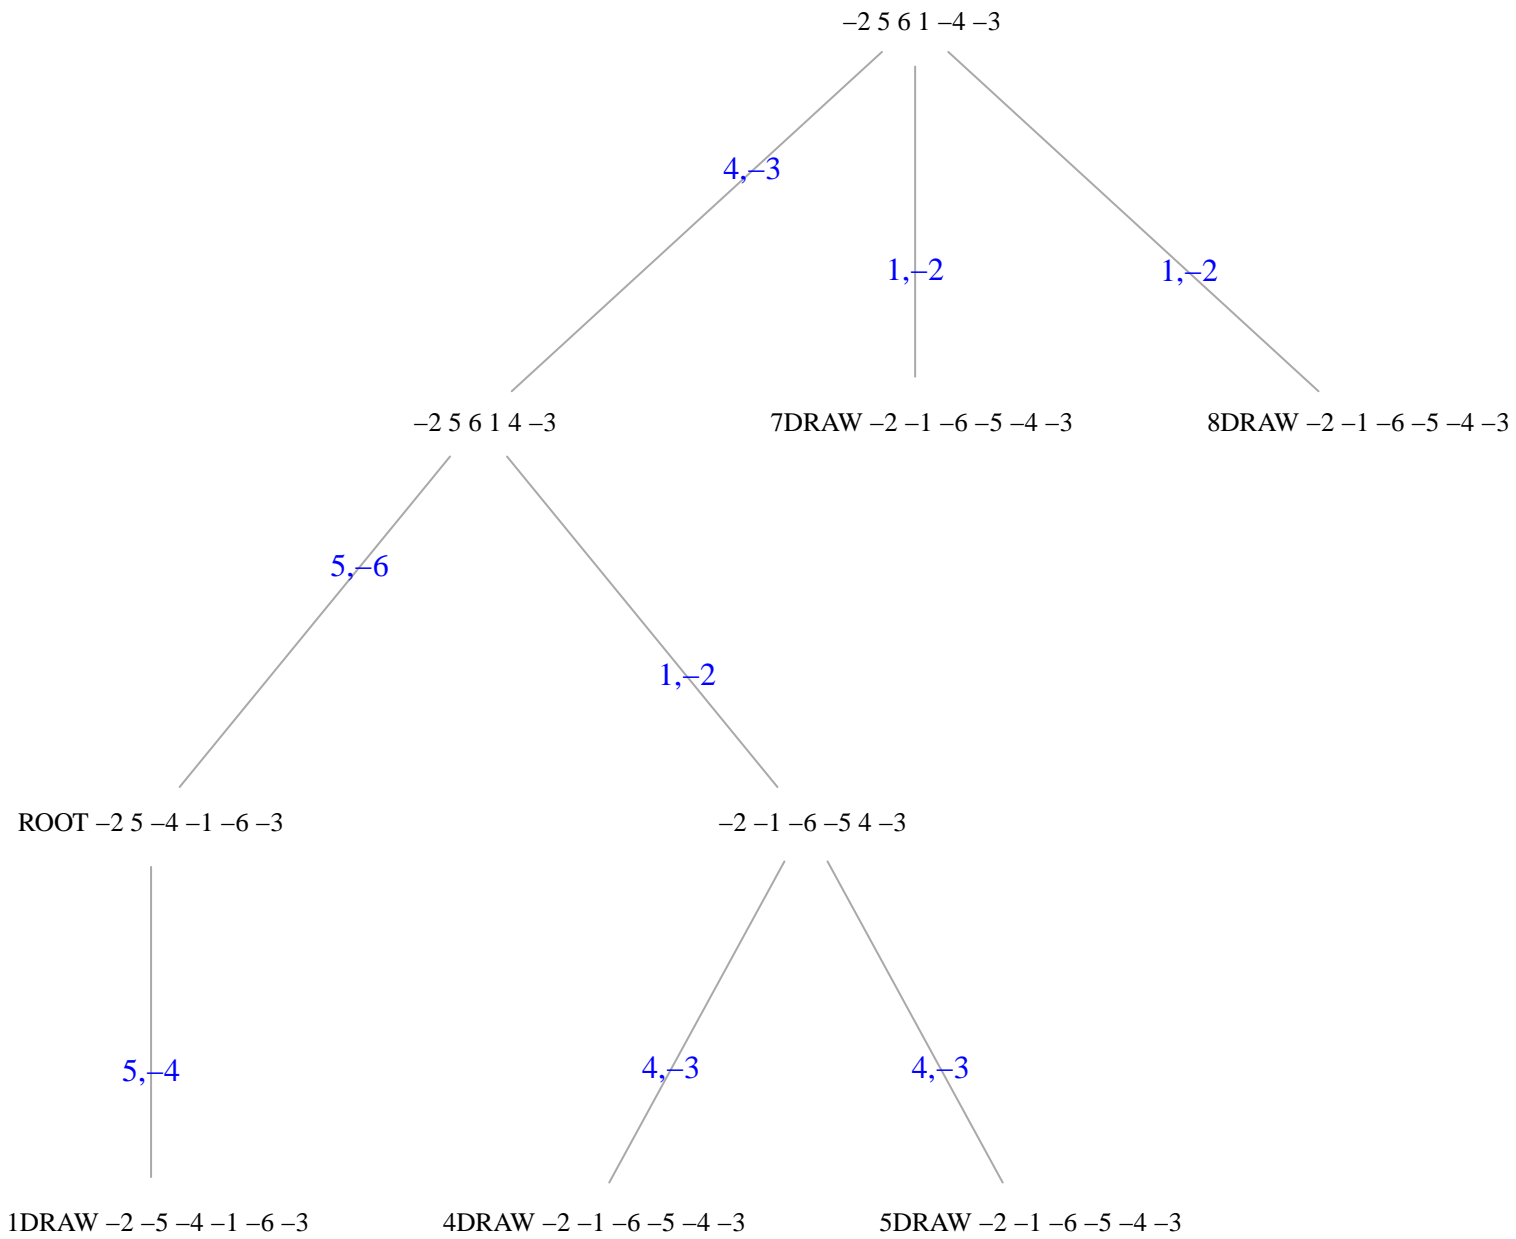 –2 5 6 1 –4 –3
4,–3
1,–2
1,–2
–2 5 6 1 4 –3
7DRAW –2 –1 –6 –5 –4 –3
8DRAW –2 –1 –6 –5 –4 –3
5,–6
1,–2
ROOT –2 5 –4 –1 –6 –3
–2 –1 –6 –5 4 –3
5,–4
4,–3
4,–3
1DRAW –2 –5 –4 –1 –6 –3
4DRAW –2 –1 –6 –5 –4 –3
5DRAW –2 –1 –6 –5 –4 –3